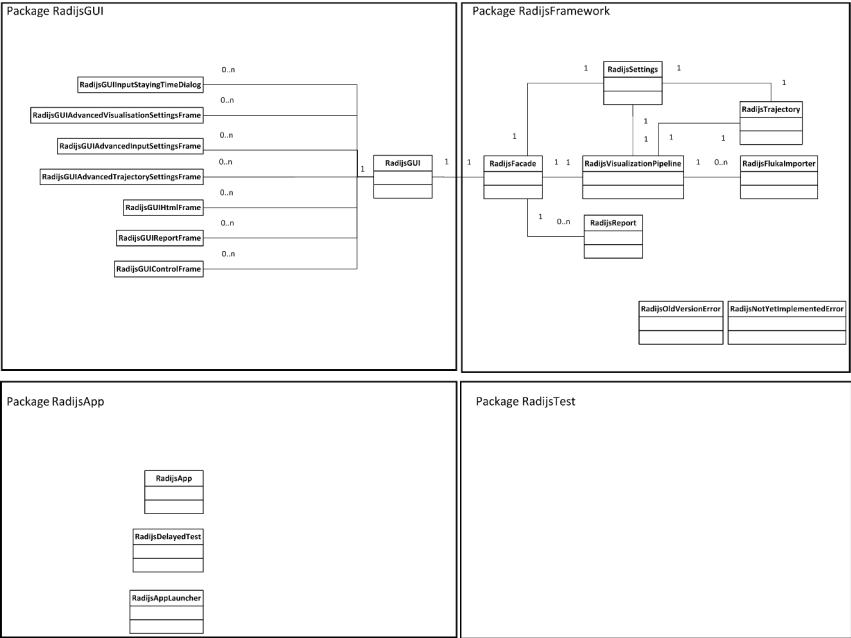 Package RadijsGUI
0..n
RadijsGUIInputStayingTimeDialog
0..n
RadijsGUIAdvancedVisualisationSettingsFrame
0..n
RadijsGUIAdvancedInputSettingsFrame
0..n
RadijsGUIAdvancedTrajectorySettingsFrame
0..n
RadijsGUIHtmlFrame
0..n
RadijsGUIReportFrame
0..n
RadijsGUIControlFrame
1
RadijsGUI
1
Package RadijsFramework
1
RadijsSettings
1
1
RadijsTrajectory
1
1
1
1
1
1
RadijsFacade
1 1
RadijsVisualizationPipeline
1
0..n
RadijsFlukaImporter
1
0..n
RadijsReport
RadijsOldVersionError
RadijsNotYetImplementedError
Package RadijsApp
RadijsApp
RadijsDelayedTest
RadijsAppLauncher
Package RadijsTest